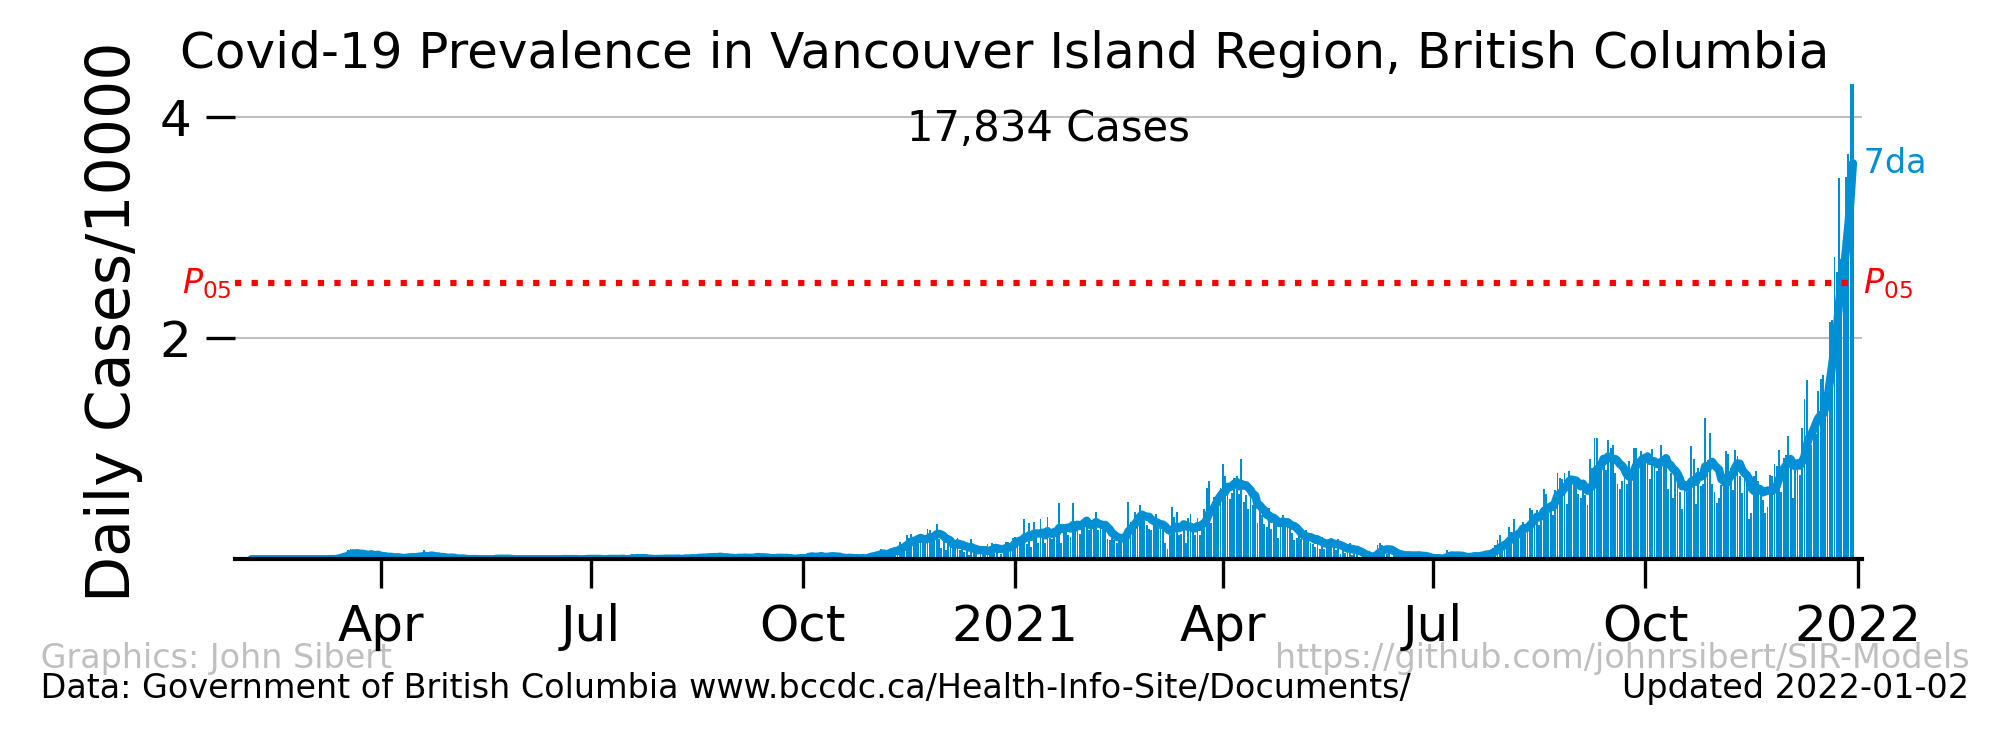 Covid-19 Prevalence in Vancouver Island Region, British Columbia
Daily Cases/10000
4
17,834 Cases
7da
P05
P05
2
Apr Jul Oct 2021 Apr Jul Oct 2022
Graphics: John Sibert https://github.com/johnrsibert/SIR-Models
Data: Government of British Columbia www.bccdc.ca/Health-Info-Site/Documents/ Updated 2022-01-02